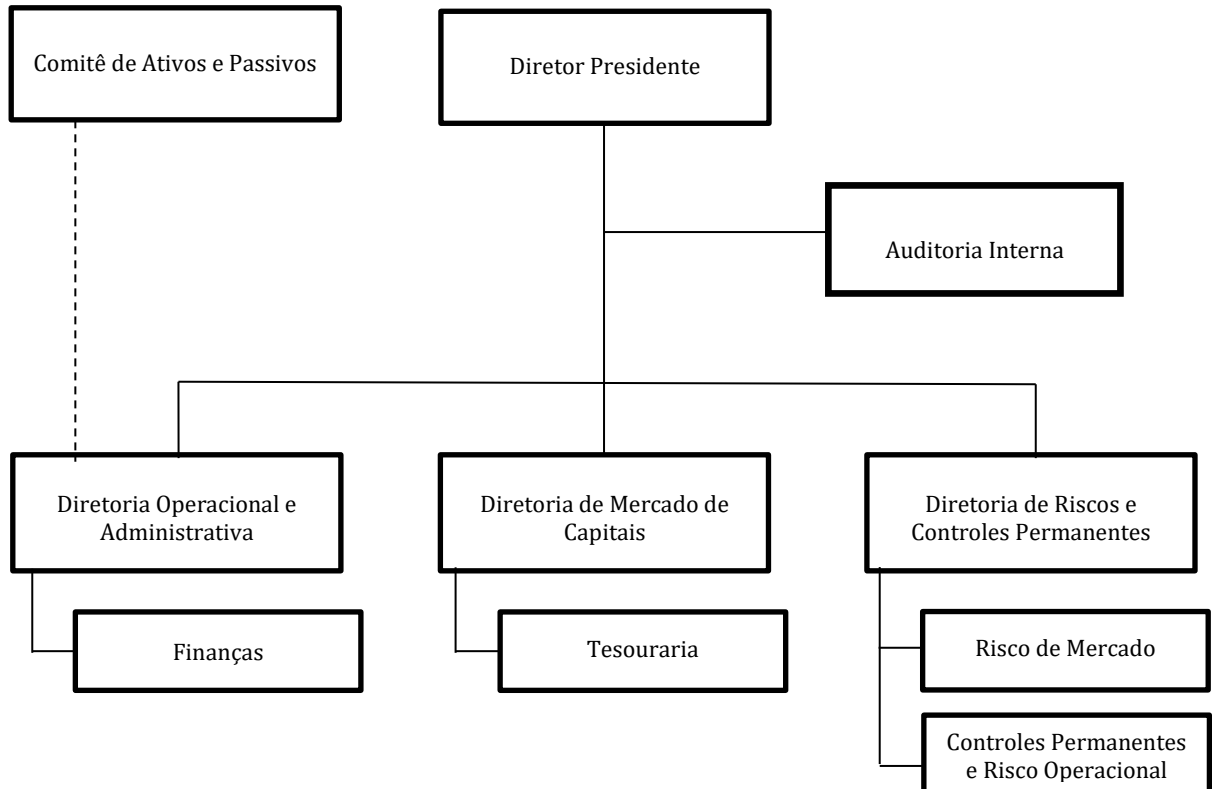 Comitê de Ativos e Passivos
Diretor Presidente
Auditoria Interna
Diretoria Operacional e
Administrativa
Diretoria de Mercado de
Capitais
Diretoria de Riscos e
Controles Permanentes
Finanças
Tesouraria
Risco de Mercado
Controles Permanentes
e Risco Operacional